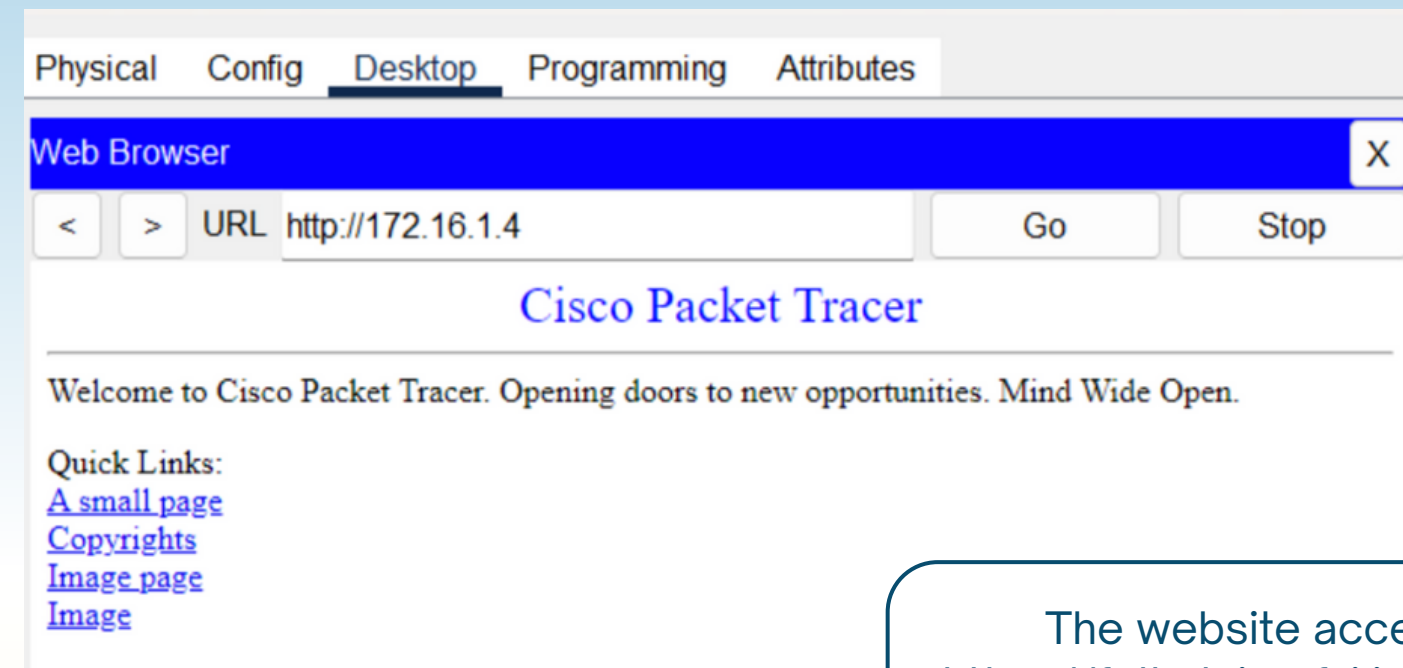 Physical Config Desktop Programming Attributes
Web Browser X
< > URL http://172.16.1.4 Go Stop
Cisco Packet Tracer
Welcome to Cisco Packet Tracer. Opening doors to new opportunities. Mind Wide Open.
Quick Links:
A small page
Copyrights
Image page
Image
The website acce